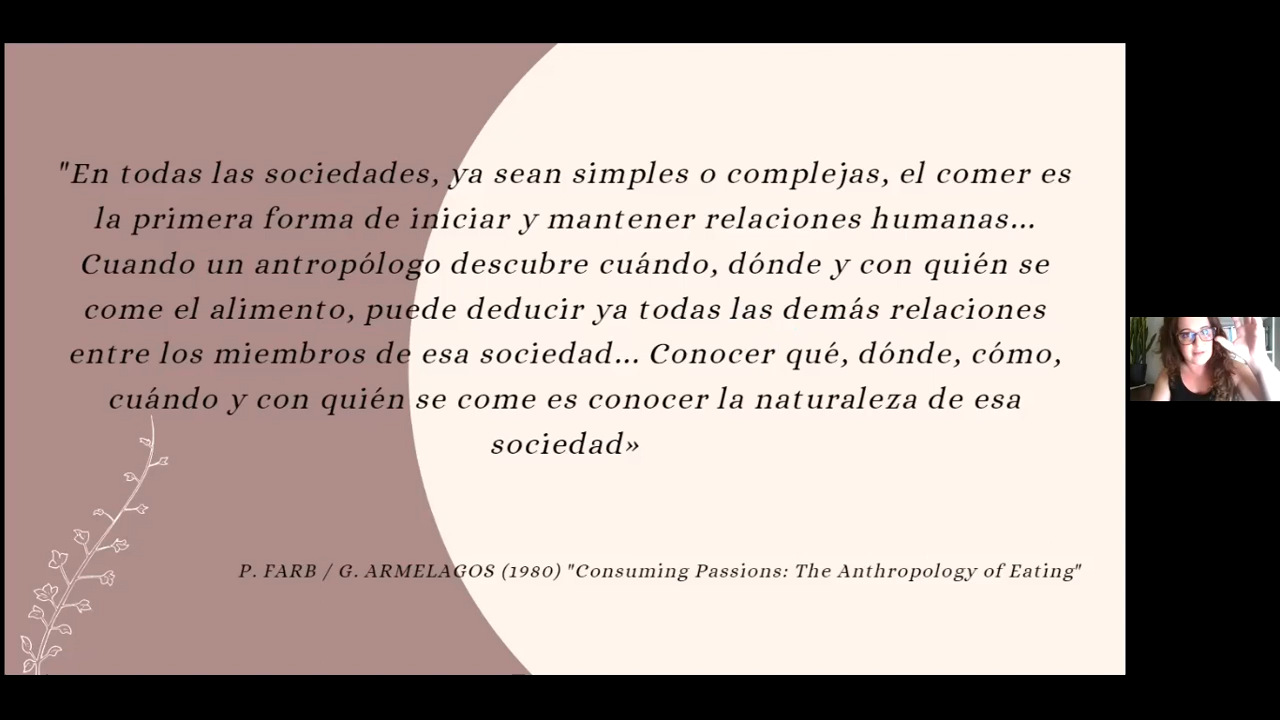 "En todas las sociedades, ya sean simples o complejas, el comer es
la primera forma de iniciar y mantener relaciones humanas...
Cuando un antropólogo descubre cuándo, dónde y con quién se
come el alimento, puede deducir ya todas las demás relaciones
entre los miembros de esa sociedad... Conocer qué, dónde, cómo,
cuándo y con quién se come es conocer la naturaleza de esa
sociedad»
P. FARB / G. ARMELAGOS (1980) "Consuming Passions: The Anthropology of Eating"